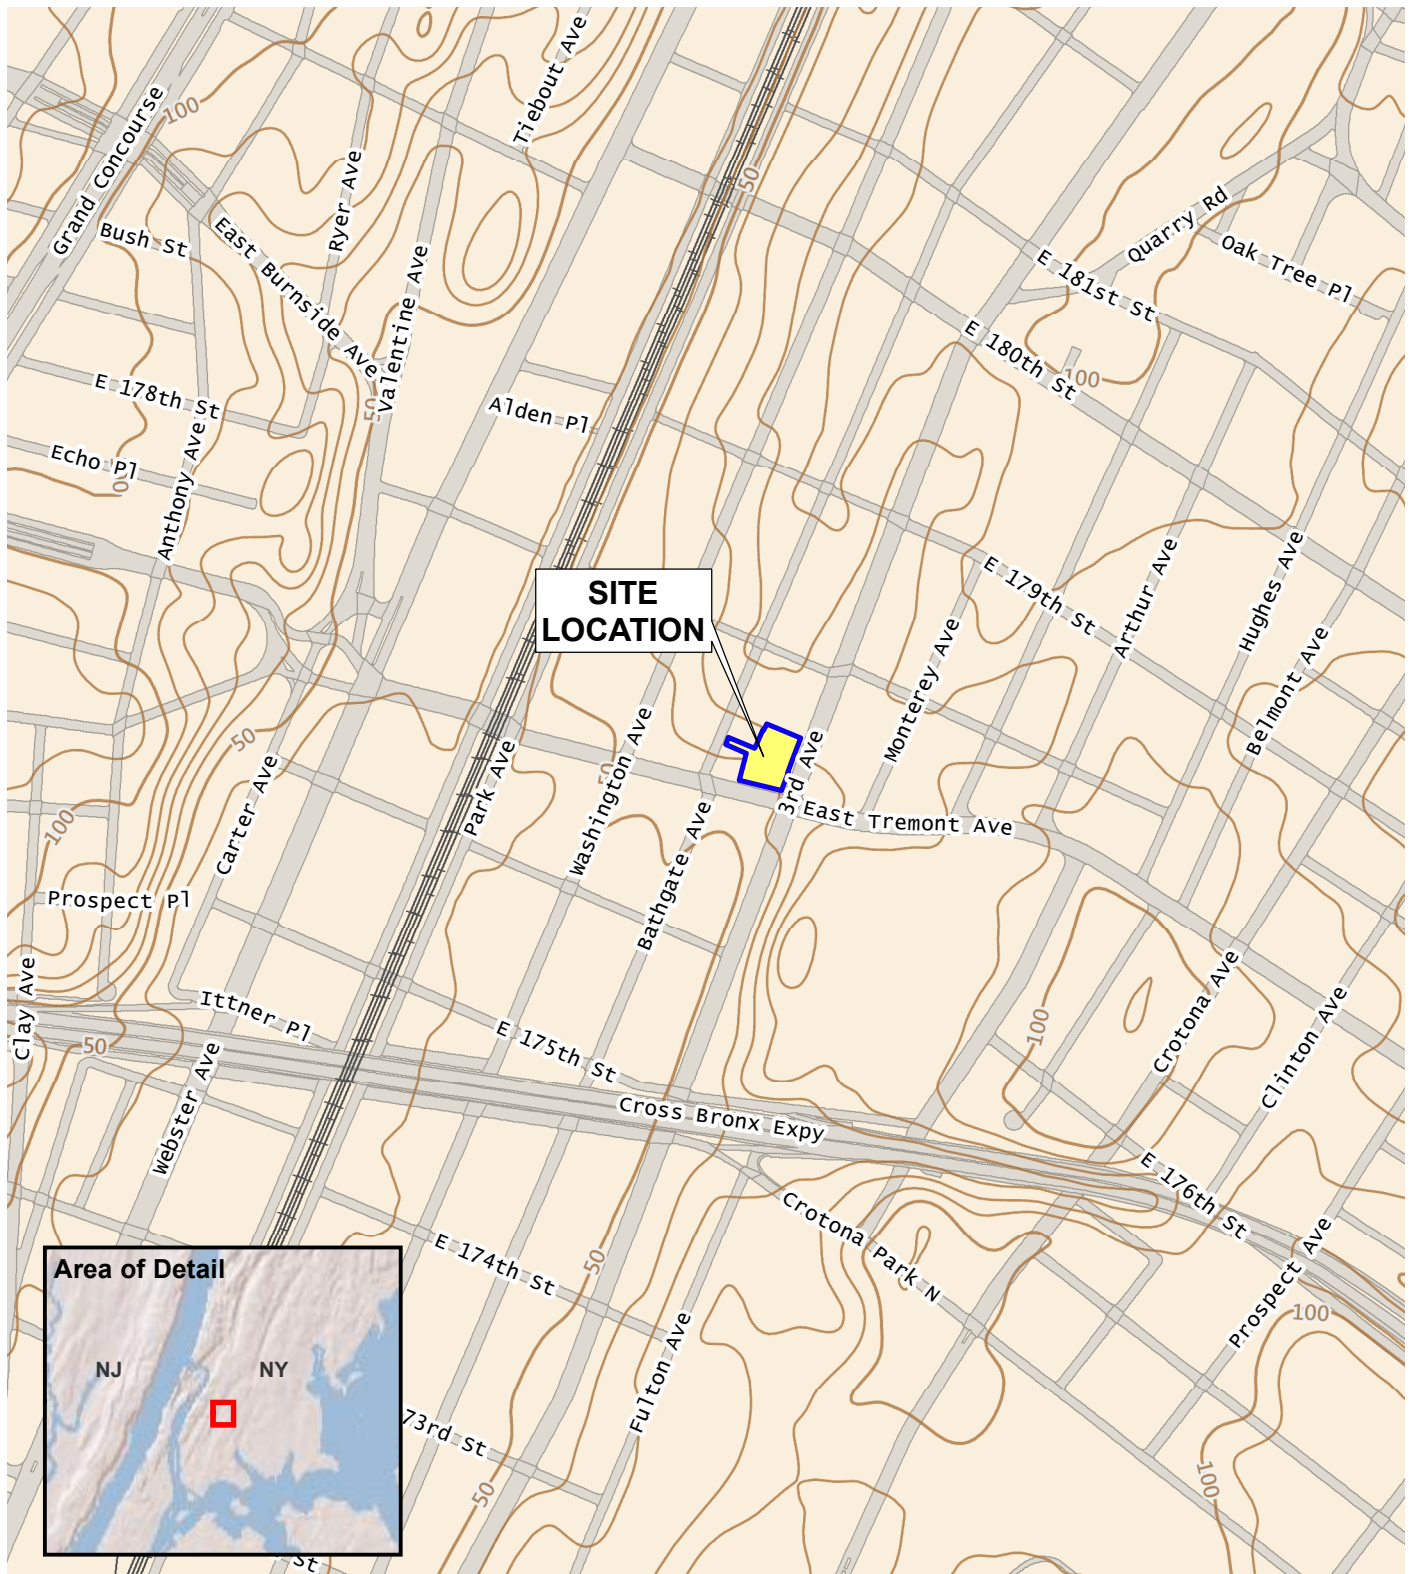 Tiebout Ave
100
Grand Concourse
Ryer Ave
50
Quarry Rd
Bush St
East Burnside Ave
Oak Tree Pl
E 181st St
Valentine Ave
E 180th St
E 178th St
100
50
Alden Pl
Anthony Ave
Echo Pl
SITE
LOCATION
E 179th St
Arthur Ave
Hughes Ave
Monterey Ave
Belmont Ave
50
Washington Ave
Park Ave
3rd Ave
50
Carter Ave
East Tremont Ave
100
Bathgate Ave
Prospect Pl
Clay Ave
Ittner Pl
Crotona Ave
Clinton Ave
100
50
E 175th St
Webster Ave
Cross Bronx Expy
E 176th St
Crotona Park N
Prospect Ave
E 174th St
50
Area of Detail
100
Fulton Ave
NJ
NY
73rd St
100
50
St